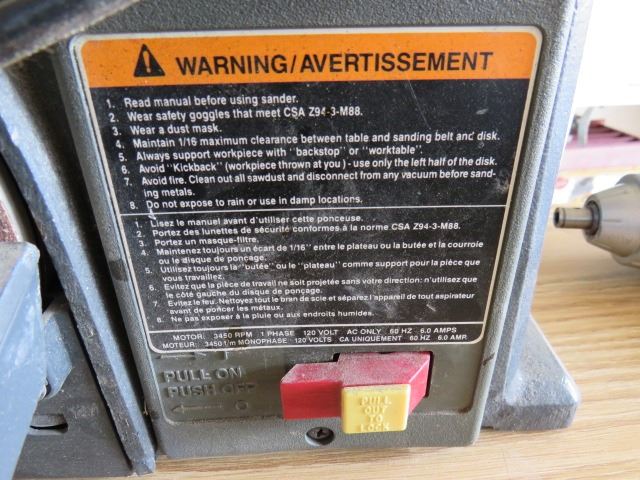 WARNING/AVERTISSEMENT
1. Read manual before using sander.
2. Wear safety goggles that meet CSA Z94-3-M88.
3. Wear a dust mask.
4. Maintain 1/16 maximum clearance between table and sanding belt and disk.
5. Always support workpiece with "backstop" or "worktable".
6. Avoid "Kickback" (workpiece thrown at you) - use only the left half of the disk.
7. Avoid fire. Clean out all sawdust and disconnect from any vacuum before sand-
ing metals.
8. Do not expose to rain or use in damp locations.
1. Lisez le manuel avant d'utiliser cette ponceuse.
2. Portez des lunettes de sécurité conformes à la norme CSA Z94-3-M88.
3. Portez un masque-filtre.
4. Maintenez toujours un écart de 1/16" entre le plateau ou la butée et la courroie
ou le disque de ponçage.
5. Utilisez toujours la "butée" ou le "plateau" comme support pour la pièce que
vous travaillez.
6. Evitez que la pièce de travail ne soit projetée sans votre direction: n'utilisez que
le côté gauche du disque de ponçage.
7. Evitez le feu. Nettoyez tout le bran de scie et séparez l'appareil de tout aspirateur
avant de poncer les métaux.
8. Ne pas exposer à la pluie ou aux endroits humides.
MOTOR: 3450 RPM 1 PHASE 120 VOLT AC ONLY 60 HZ 6.0 AMPS
MOTEUR: 3450 t/m MONOPHASE 120 VOLTS CA UNIQUEMENT 60 HZ 6.0 AMP.
PULL-ON
PUSH OFF
O
PULL
OUT
TO
LOCK